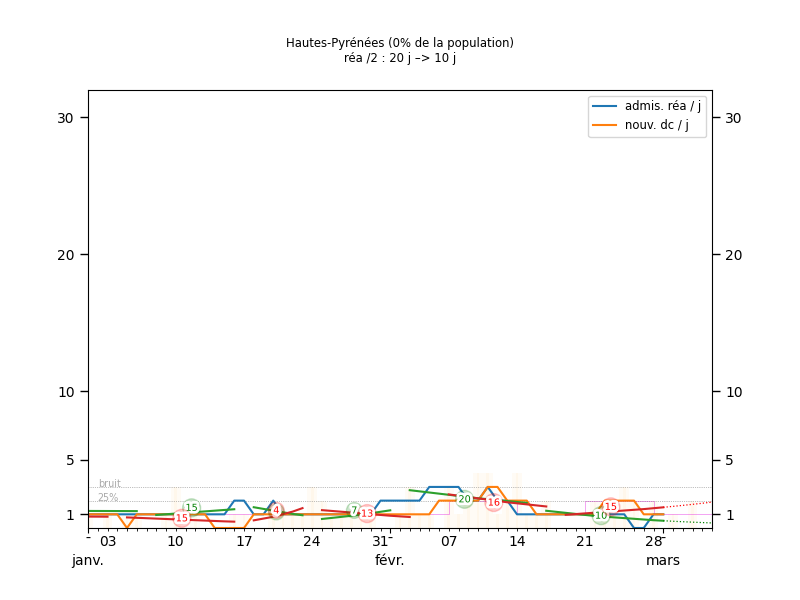 Hautes-Pyrénées (0% de la population)
réa /2 : 20 j –> 10 j
admis. réa / j
nouv. dc / j
30 30
20 20
10 10
5 5
bruit
25%
1 1
15 15 4 7 13 20 16 10 15
- 03 10 17 24 31 - 07 14 21 28 -
janv. févr. mars